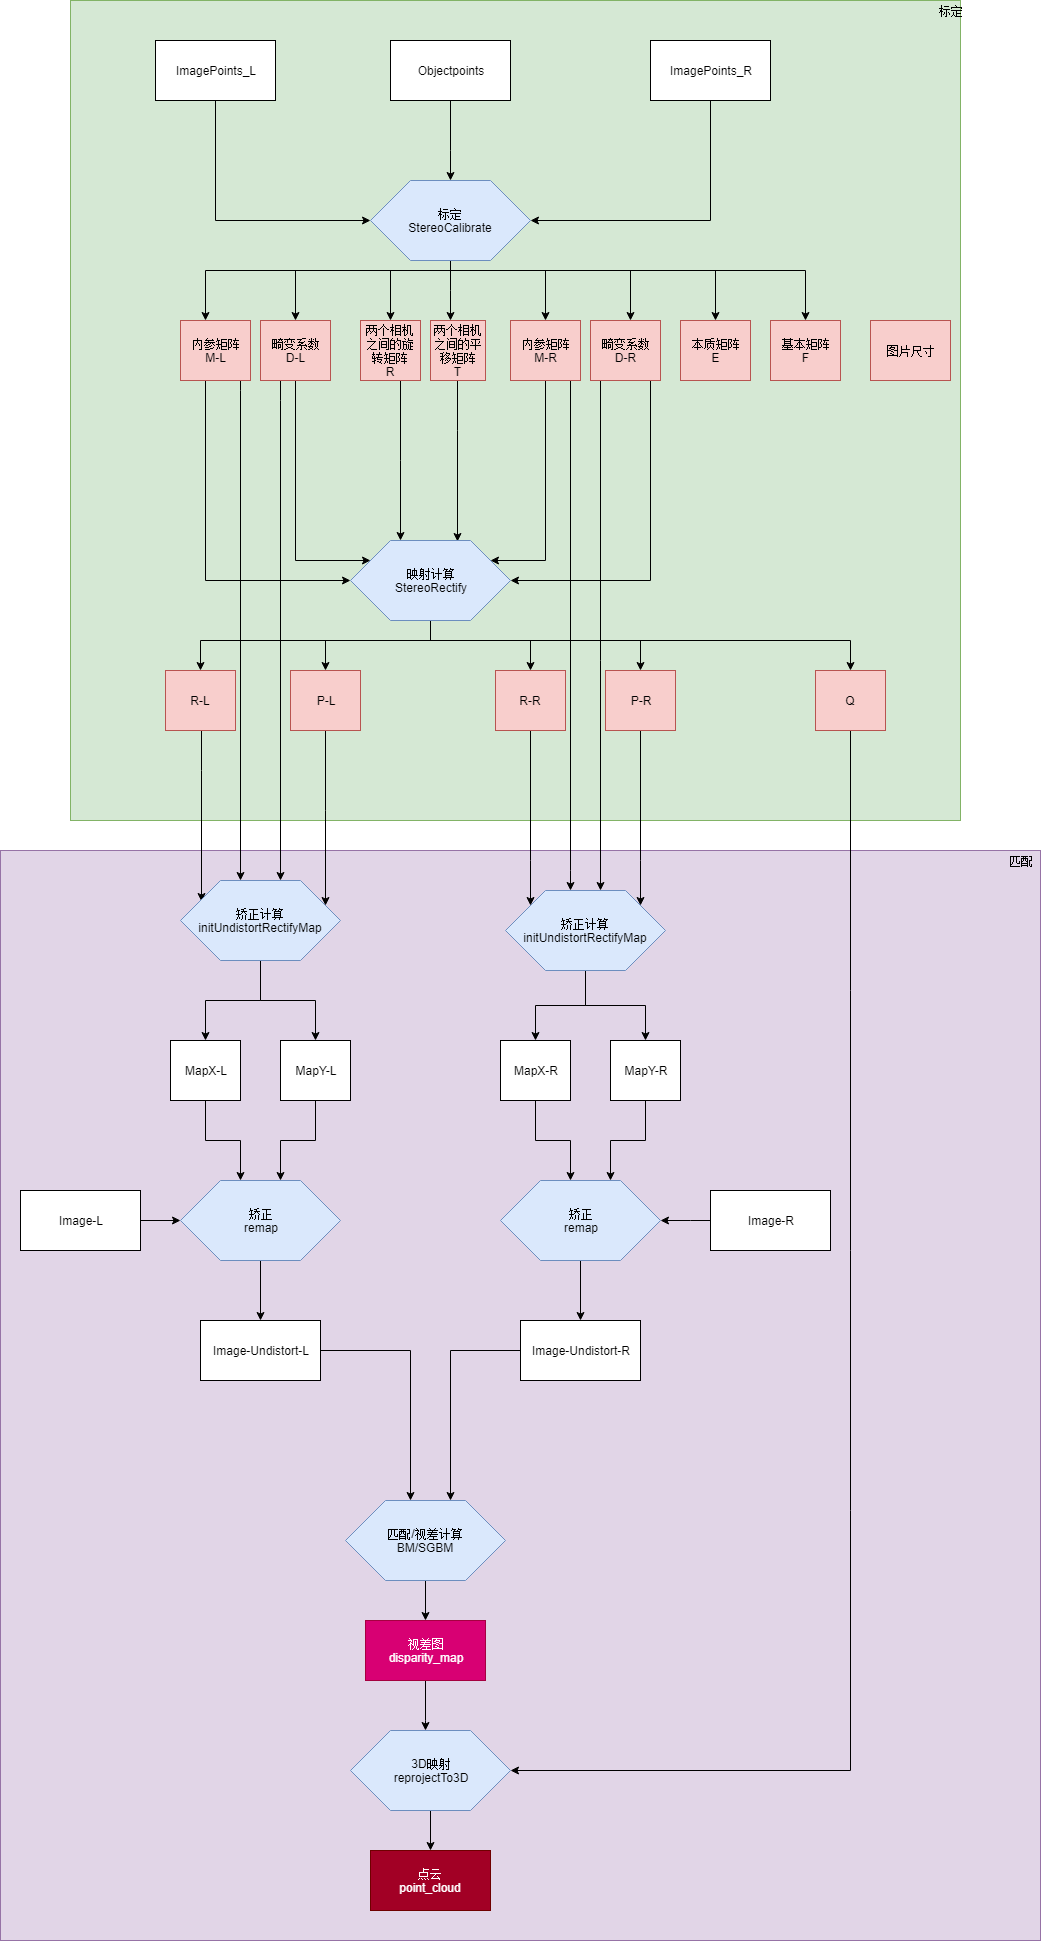 标定
ImagePoints_L
Objectpoints
ImagePoints_R
标定
StereoCalibrate
内参矩阵
M-L
畸变系数
D-L
两个相机
之间的旋
转矩阵
R
两个相机
之间的平
移矩阵
T
内参矩阵
M-R
畸变系数
D-R
本质矩阵
E
基本矩阵
F
图片尺寸
映射计算
StereoRectify
R-L
P-L
R-R
P-R
Q
匹配
矫正计算
initUndistortRectifyMap
矫正计算
initUndistortRectifyMap
MapX-L
MapY-L
MapX-R
MapY-R
Image-L
矫正
remap
矫正
remap
Image-R
Image-Undistort-L
Image-Undistort-R
匹配/视差计算
BM/SGBM
视差图
disparity_map
3D映射
reprojectTo3D
点云
point_cloud